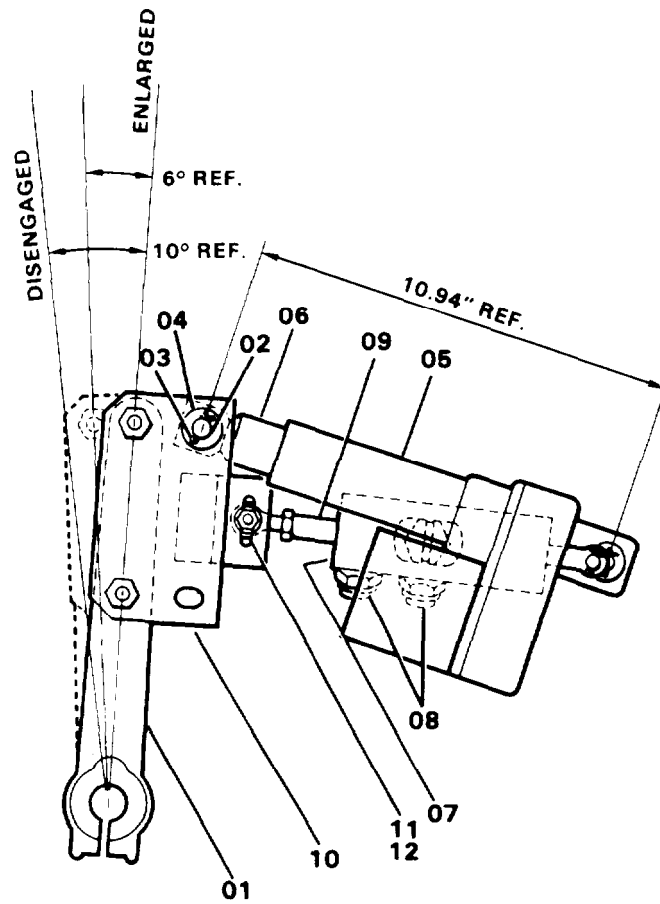 ENLARGED
DISENGAGED
6° REF.
10° REF.
10.94" REF.
04
06
03
02
09
05
08
07
11
12
10
01